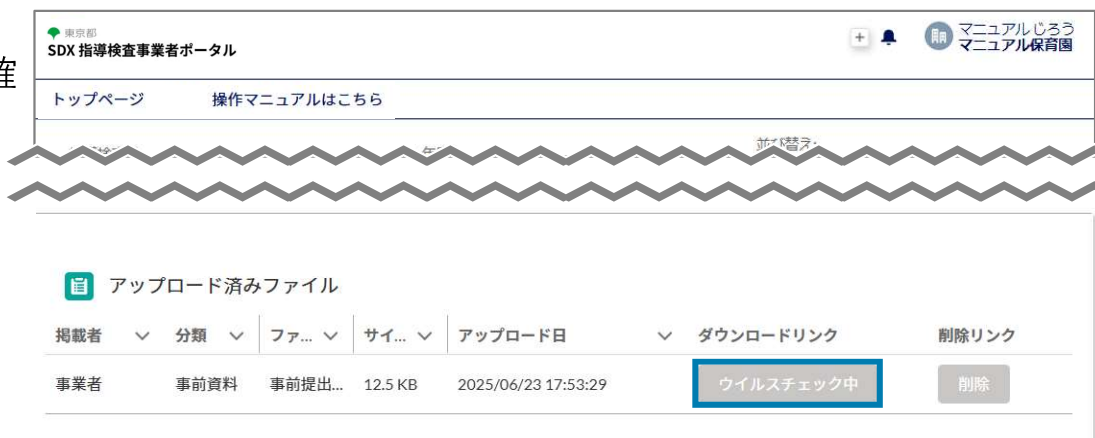 東京都
SDX 指導検査事業者ポータル
マニュアルじろう
マニュアル保育園
トップページ 操作マニュアルはこちら
アップロード済みファイル
掲載者 分類 ファ... サイ... アップロード日 ダウンロードリンク 削除リンク
事業者 事前資料 事前提出... 12.5 KB 2025/06/23 17:53:29 ウイルスチェック中 削除